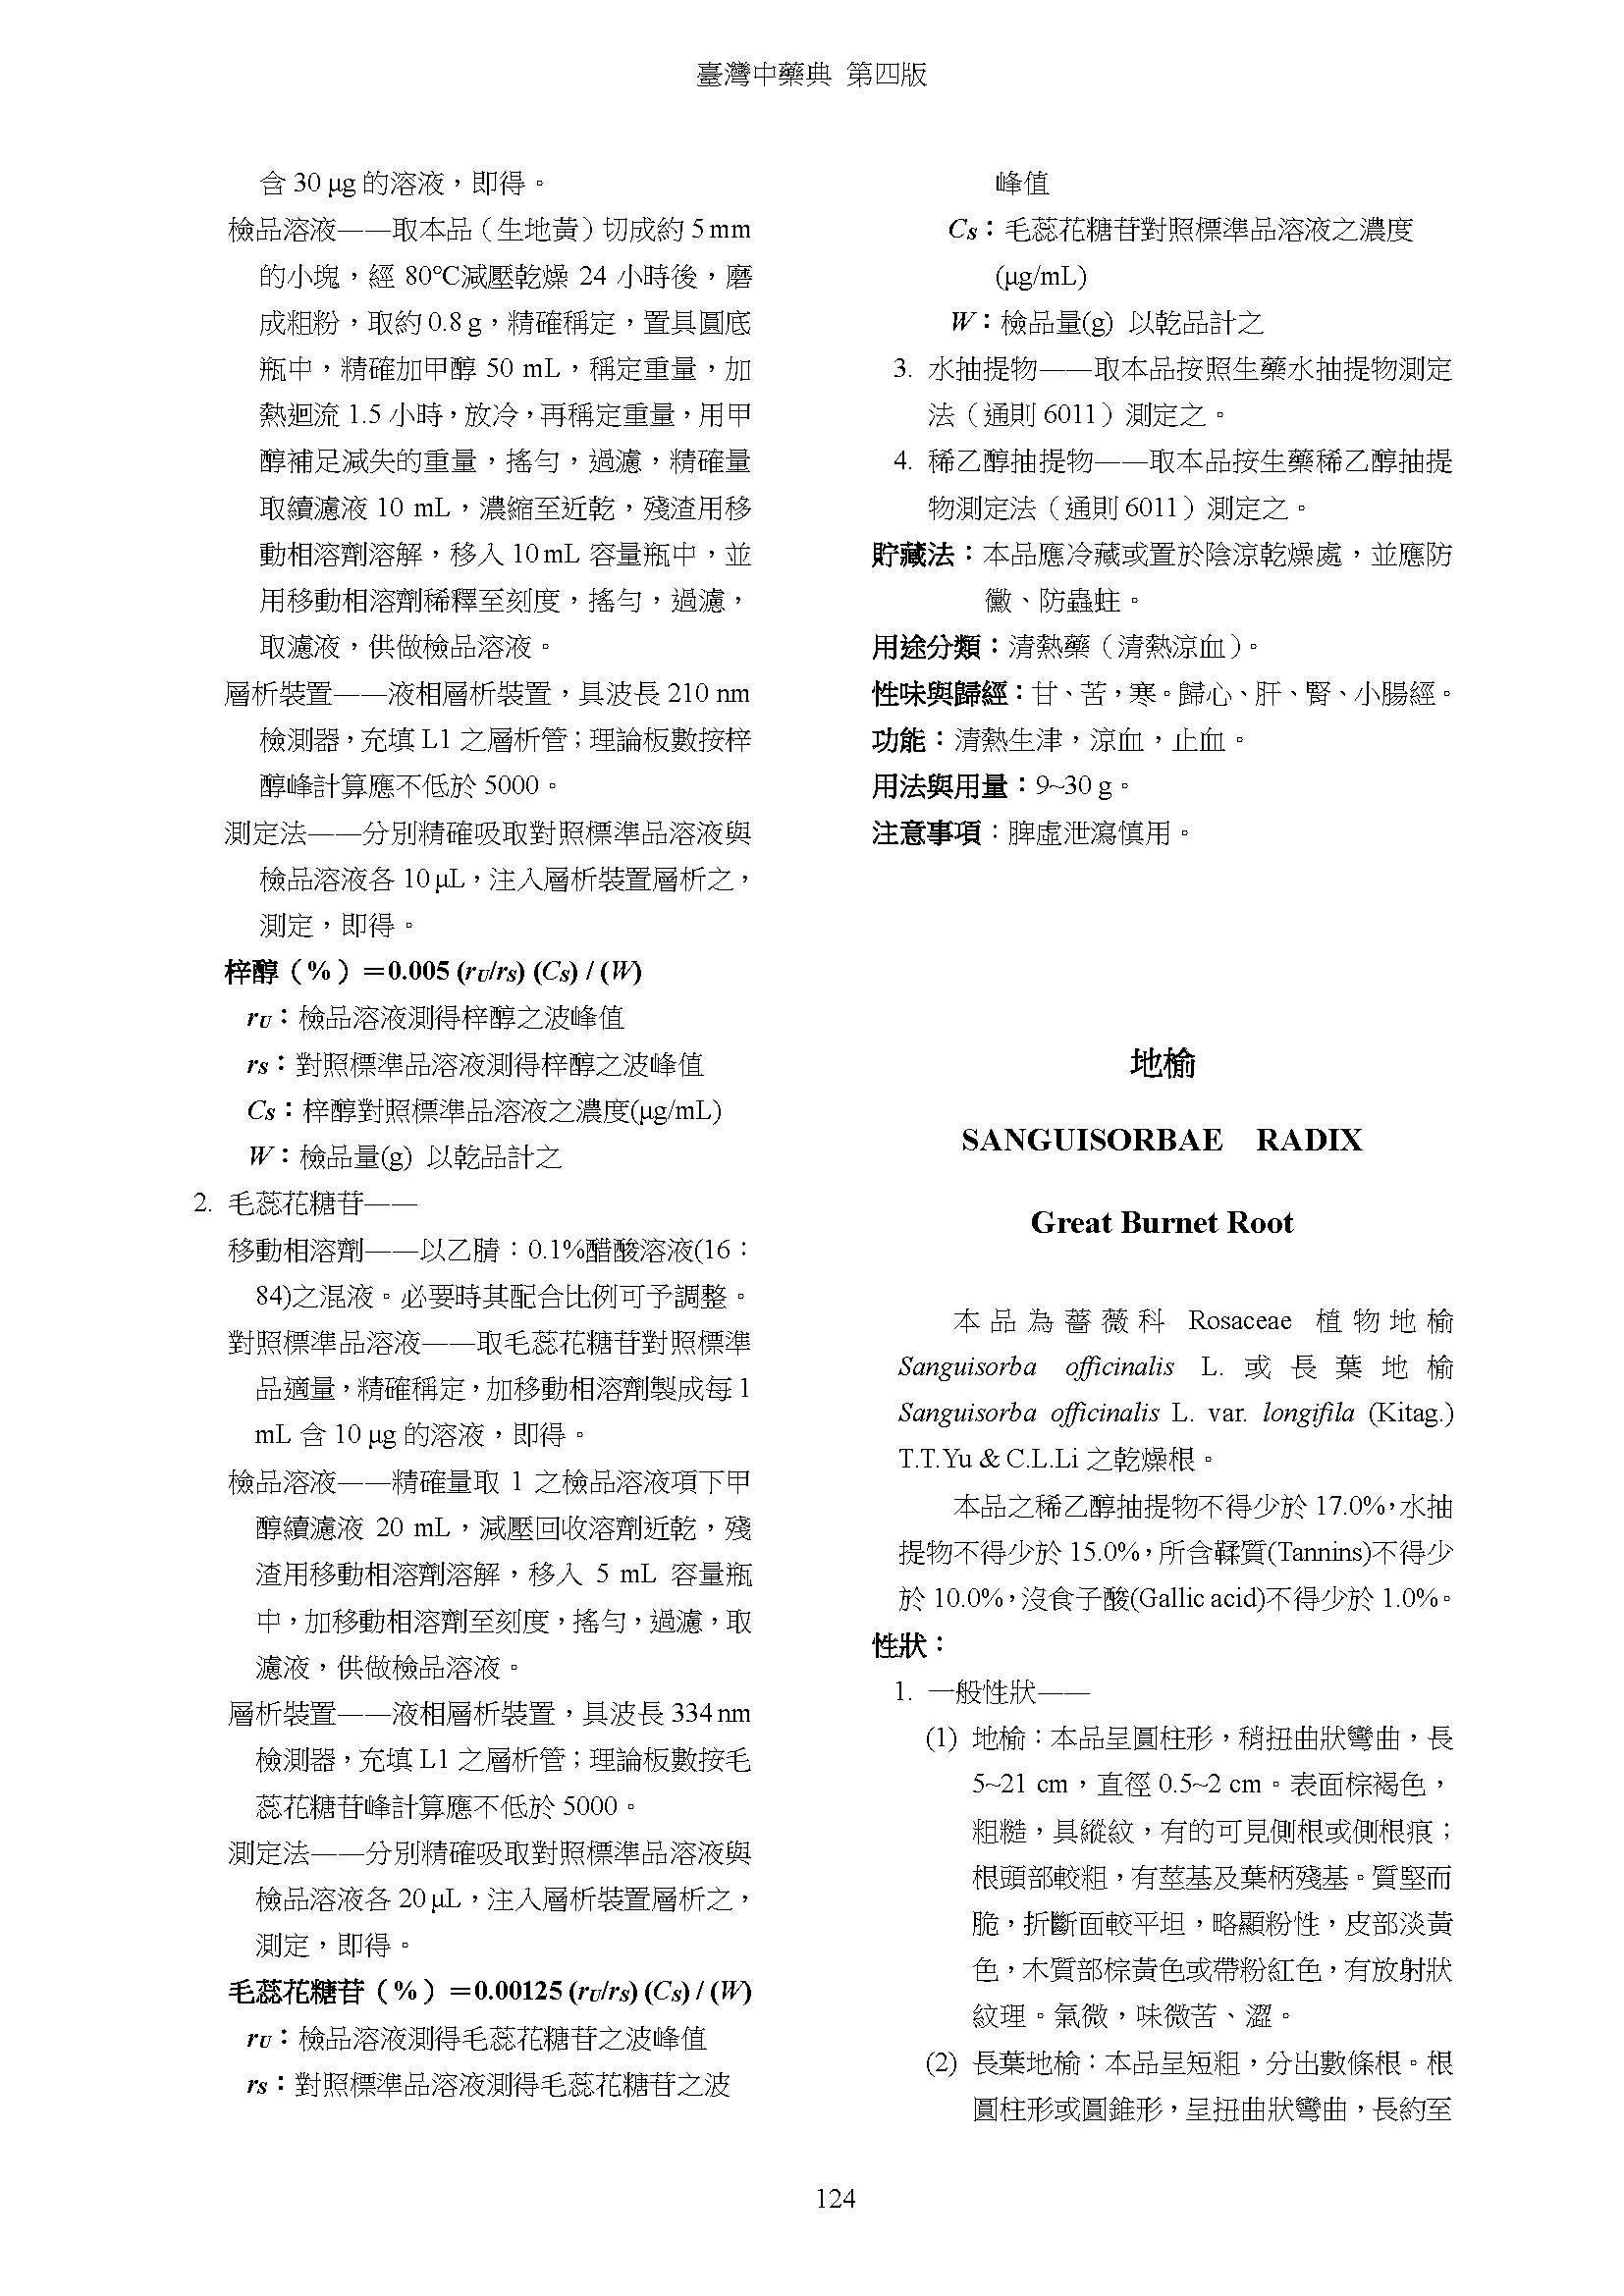 臺灣中藥典 第四版
含 30 μg 的溶液，即得。
檢品溶液——取本品（生地黃）切成約 5 mm
的小塊，經 80℃減壓乾燥 24 小時後，磨
成粗粉，取約 0.8 g，精確稱定，置具圓底
瓶中，精確加甲醇 50 mL，稱定重量，加
熱迴流 1.5 小時，放冷，再稱定重量，用甲
醇補足減失的重量，搖勻，過濾，精確量
取續濾液 10 mL，濃縮至近乾，殘渣用移
動相溶劑溶解，移入 10 mL 容量瓶中，並
用移動相溶劑稀釋至刻度，搖勻，過濾，
取濾液，供做檢品溶液。
層析裝置——液相層析裝置，具波長 210 nm
檢測器，充填 L1 之層析管；理論板數按梓
醇峰計算應不低於 5000。
測定法——分別精確吸取對照標準品溶液與
檢品溶液各 10 μL，注入層析裝置層析之，
測定，即得。
梓醇（%）＝0.005 (rU/rS) (CS) / (W)
rU：檢品溶液測得梓醇之波峰值
rS：對照標準品溶液測得梓醇之波峰值
CS：梓醇對照標準品溶液之濃度(μg/mL)
W：檢品量(g) 以乾品計之
2. 毛蕊花糖苷——
移動相溶劑——以乙腈：0.1%醋酸溶液(16：
84)之混液。必要時其配合比例可予調整。
對照標準品溶液——取毛蕊花糖苷對照標準
品適量，精確稱定，加移動相溶劑製成每 1
mL 含 10 μg 的溶液，即得。
檢品溶液——精確量取 1 之檢品溶液項下甲
醇續濾液 20 mL，減壓回收溶劑近乾，殘
渣用移動相溶劑溶解，移入 5 mL 容量瓶
中，加移動相溶劑至刻度，搖勻，過濾，取
濾液，供做檢品溶液。
層析裝置——液相層析裝置，具波長 334 nm
檢測器，充填 L1 之層析管；理論板數按毛
蕊花糖苷峰計算應不低於 5000。
測定法——分別精確吸取對照標準品溶液與
檢品溶液各 20 μL，注入層析裝置層析之，
測定，即得。
毛蕊花糖苷（%）＝0.00125 (rU/rS) (CS) / (W)
rU：檢品溶液測得毛蕊花糖苷之波峰值
rS：對照標準品溶液測得毛蕊花糖苷之波
峰值
CS：毛蕊花糖苷對照標準品溶液之濃度
(μg/mL)
W：檢品量(g) 以乾品計之
3. 水抽提物——取本品按照生藥水抽提物測定
法（通則 6011）測定之。
4. 稀乙醇抽提物——取本品按生藥稀乙醇抽提
物測定法（通則 6011）測定之。
貯藏法：本品應冷藏或置於陰涼乾燥處，並應防
黴、防蟲蛀。
用途分類：清熱藥（清熱涼血）。
性味與歸經：甘、苦，寒。歸心、肝、腎、小腸經。
功能：清熱生津，涼血，止血。
用法與用量：9~30 g。
注意事項：脾虛泄瀉慎用。
地榆
SANGUISORBAE RADIX
Great Burnet Root
本品為薔薇科 Rosaceae 植物地榆
Sanguisorba officinalis L. 或長葉地榆
Sanguisorba officinalis L. var. longifila (Kitag.)
T.T.Yu & C.L.Li 之乾燥根。
本品之稀乙醇抽提物不得少於 17.0%，水抽
提物不得少於 15.0%，所含鞣質(Tannins)不得少
於 10.0%，沒食子酸(Gallic acid)不得少於 1.0%。
性狀：
1. 一般性狀——
(1) 地榆：本品呈圓柱形，稍扭曲狀彎曲，長
5~21 cm，直徑 0.5~2 cm。表面棕褐色，
粗糙，具縱紋，有的可見側根或側根痕；
根頭部較粗，有莖基及葉柄殘基。質堅而
脆，折斷面較平坦，略顯粉性，皮部淡黃
色，木質部棕黃色或帶粉紅色，有放射狀
紋理。氣微，味微苦、澀。
(2) 長葉地榆：本品呈短粗，分出數條根。根
圓柱形或圓錐形，呈扭曲狀彎曲，長約至
124